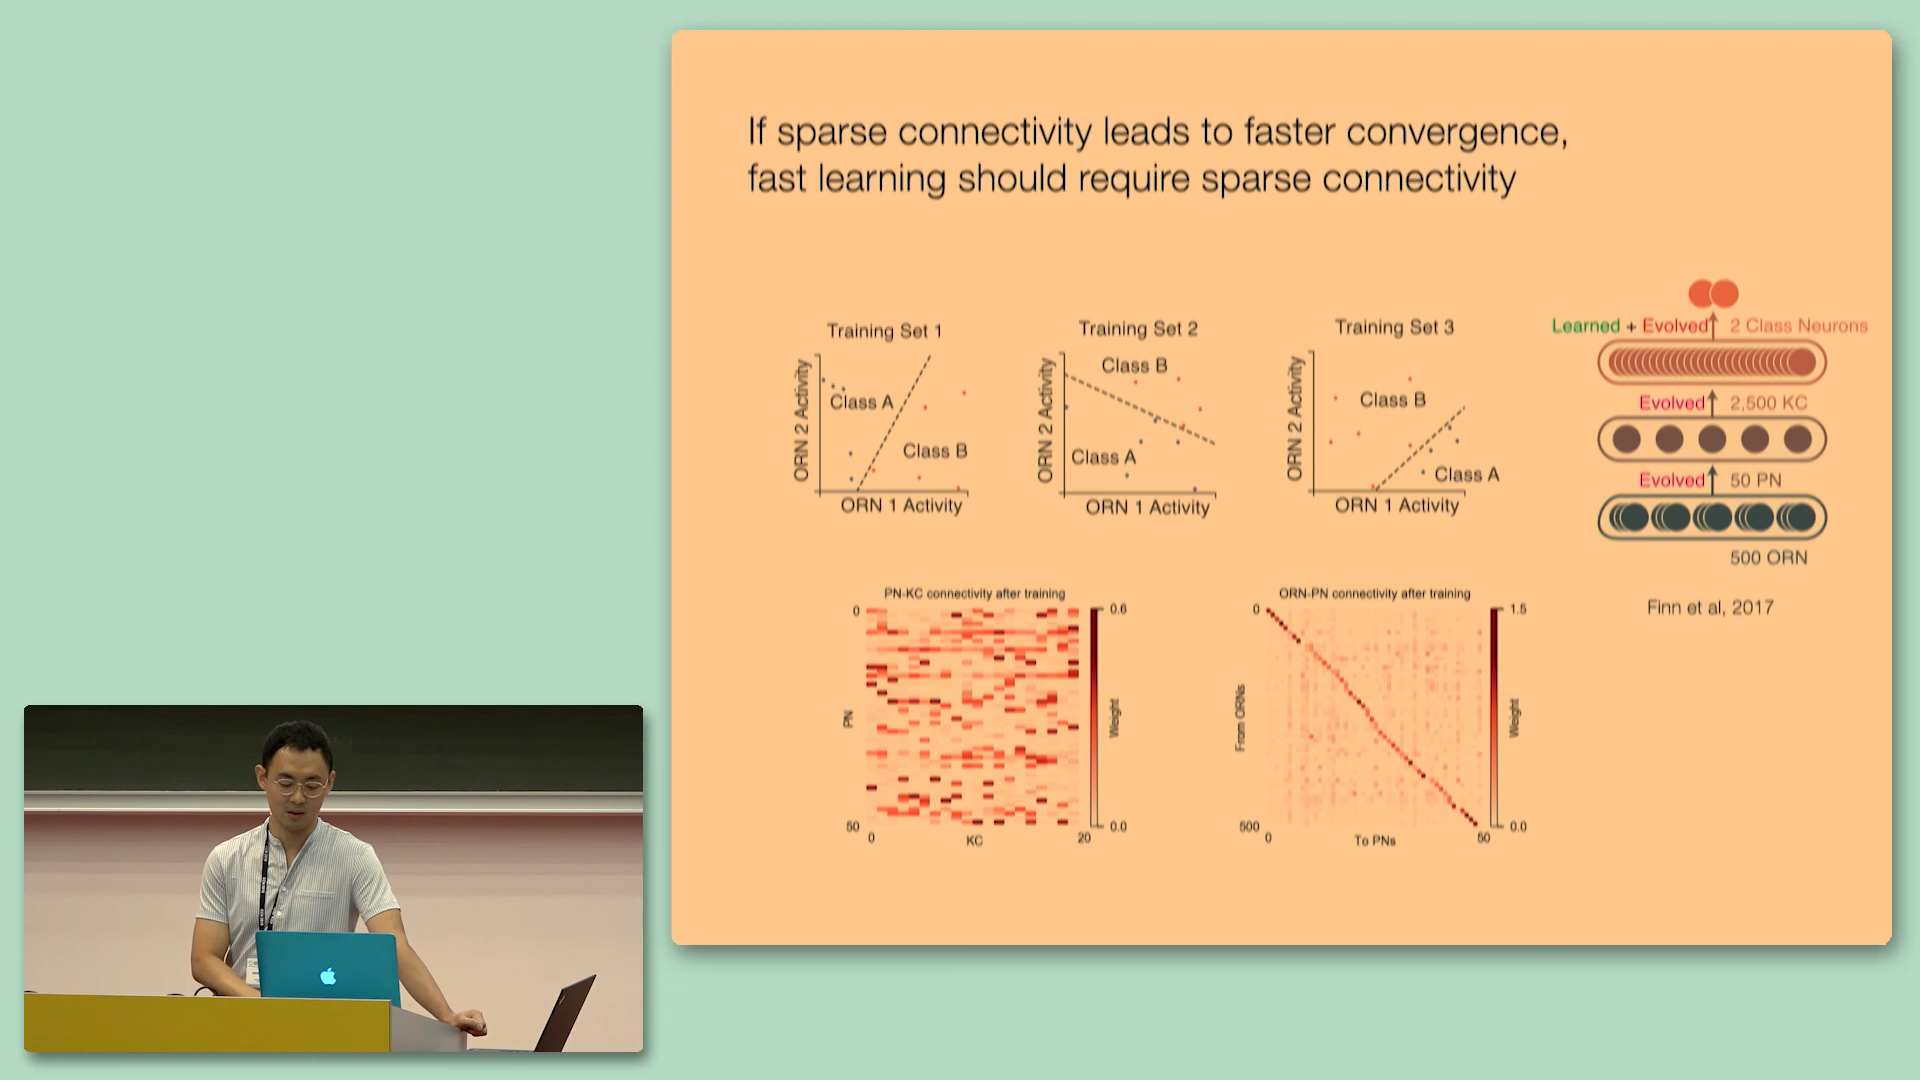 If sparse connectivity leads to faster convergence,
fast learning should require sparse connectivity
Training Set 1
ORN 2 Activity
Class A
Class B
ORN 1 Activity
Training Set 2
ORN 2 Activity
Class B
Class A
ORN 1 Activity
Training Set 3
ORN 2 Activity
Class B
Class A
ORN 1 Activity
Learned + Evolved 2 Class Neurons
Evolved 2,500 KC
Evolved 50 PN
500 ORN
Finn et al, 2017
PN-KC connectivity after training
0
PN
50
0
KC
20
0.6
Weight
0.0
ORN-PN connectivity after training
0
From ORNs
500
0
To PNs
50
1.5
Weight
0.0